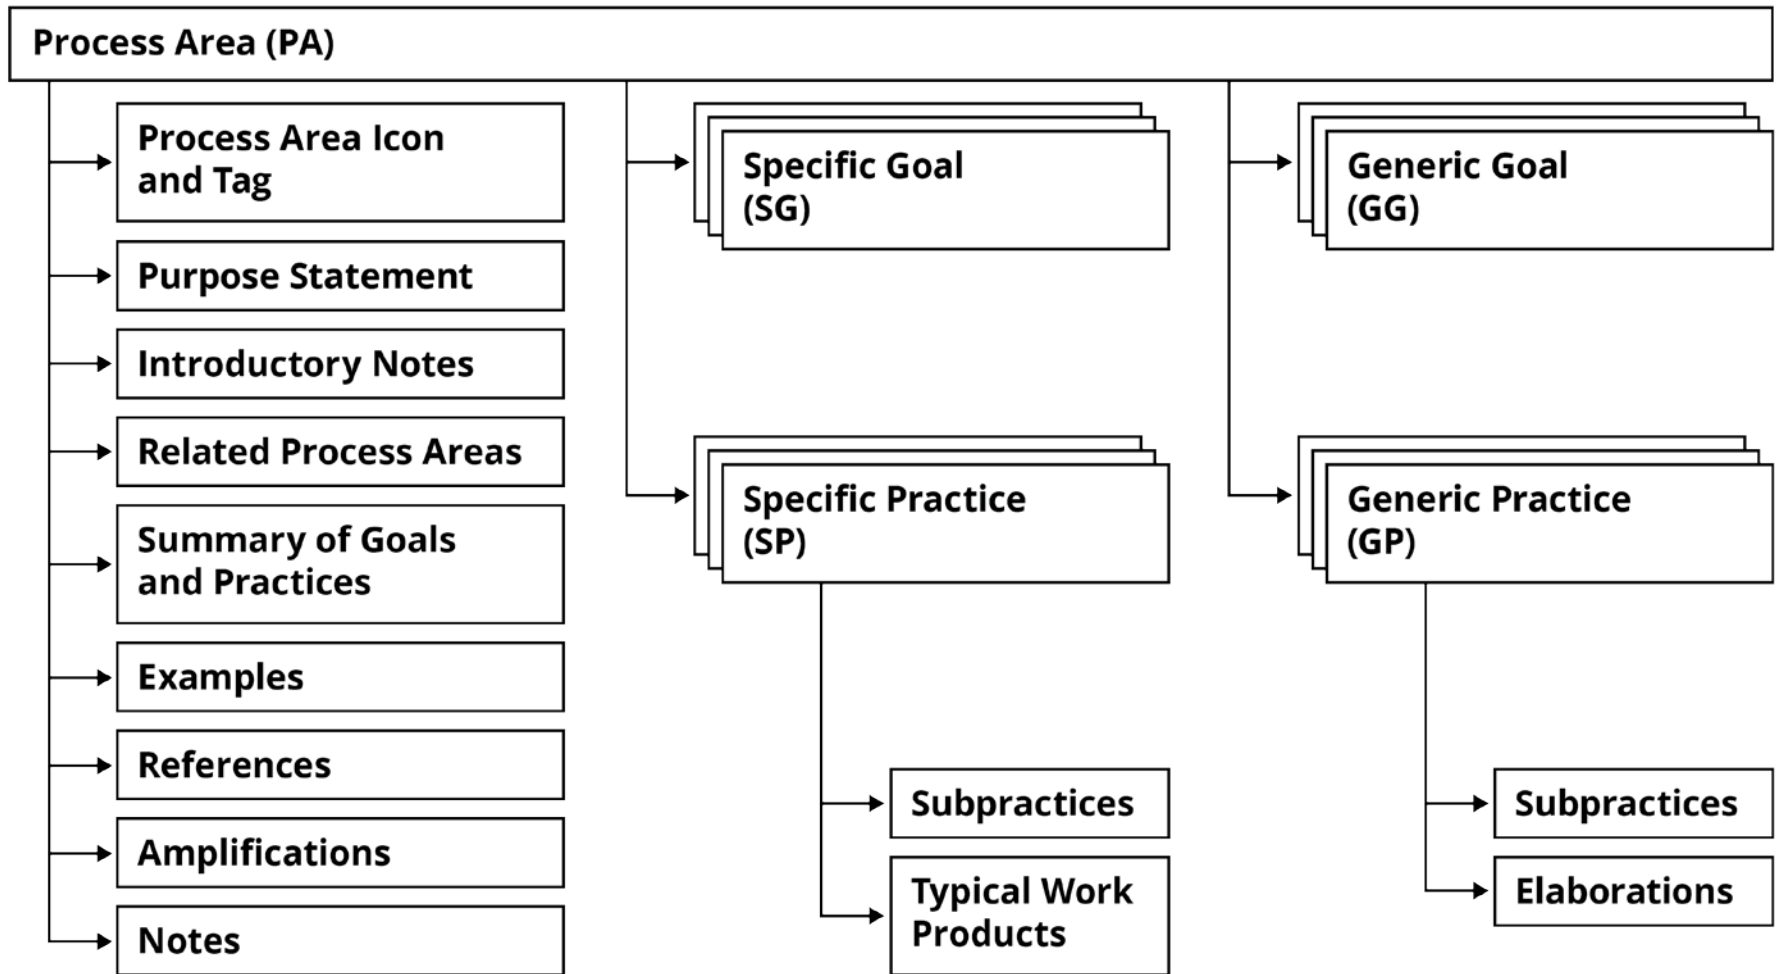 Process Area (PA)
Process Area Icon
and Tag
Purpose Statement
Introductory Notes
Related Process Areas
Summary of Goals
and Practices
Examples
References
Amplifications
Notes
Specific Goal
(SG)
Specific Practice
(SP)
Subpractices
Typical Work
Products
Generic Goal
(GG)
Generic Practice
(GP)
Subpractices
Elaborations